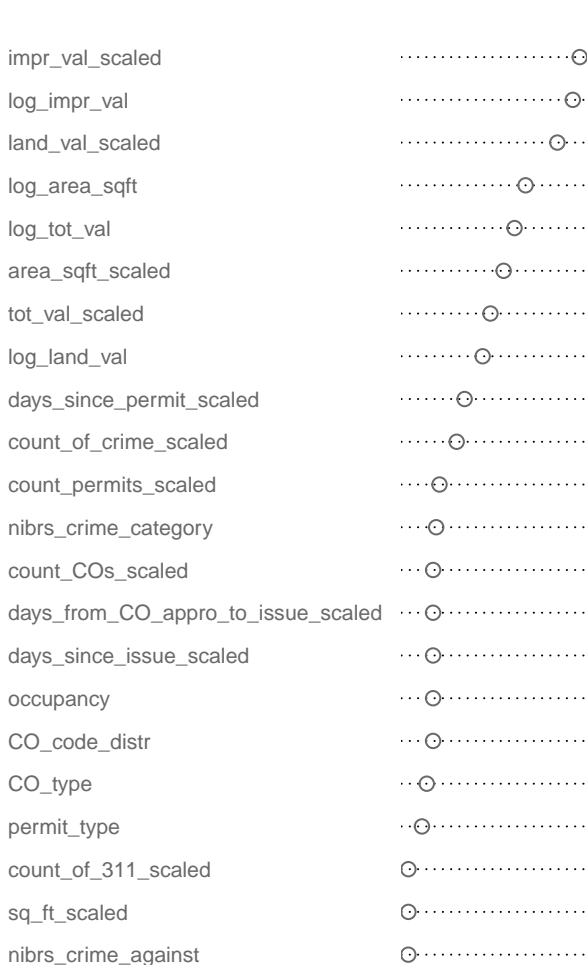 impr_val_scaled
log_impr_val
land_val_scaled
log_area_sqft
log_tot_val
area_sqft_scaled
tot_val_scaled
log_land_val
days_since_permit_scaled
count_of_crime_scaled
count_permits_scaled
nibrs_crime_category
count_COs_scaled
days_from_CO_appro_to_issue_scaled
days_since_issue_scaled
occupancy
CO_code_distr
CO_type
permit_type
count_of_311_scaled
sq_ft_scaled
nibrs_crime_against